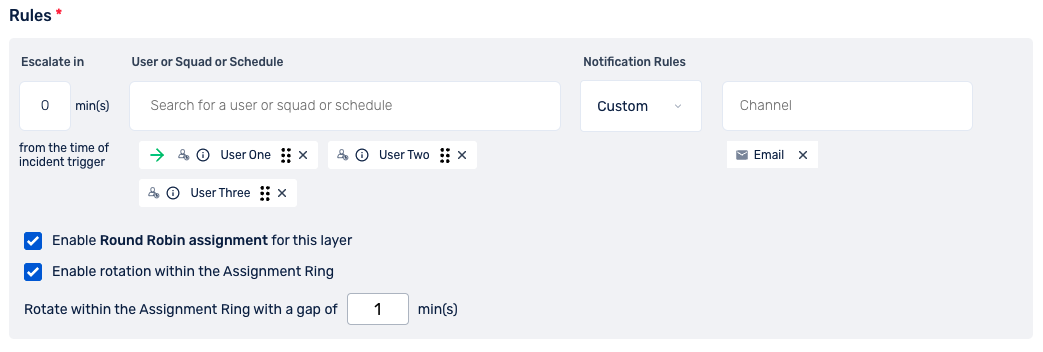 Rules *
Escalate in
User or Squad or Schedule
Notification Rules
0 min(s)
Search for a user or squad or schedule
Custom
Channel
from the time of
incident trigger
User One
User Two
Email
User Three
Enable Round Robin assignment for this layer
Enable rotation within the Assignment Ring
Rotate within the Assignment Ring with a gap of 1 min(s)